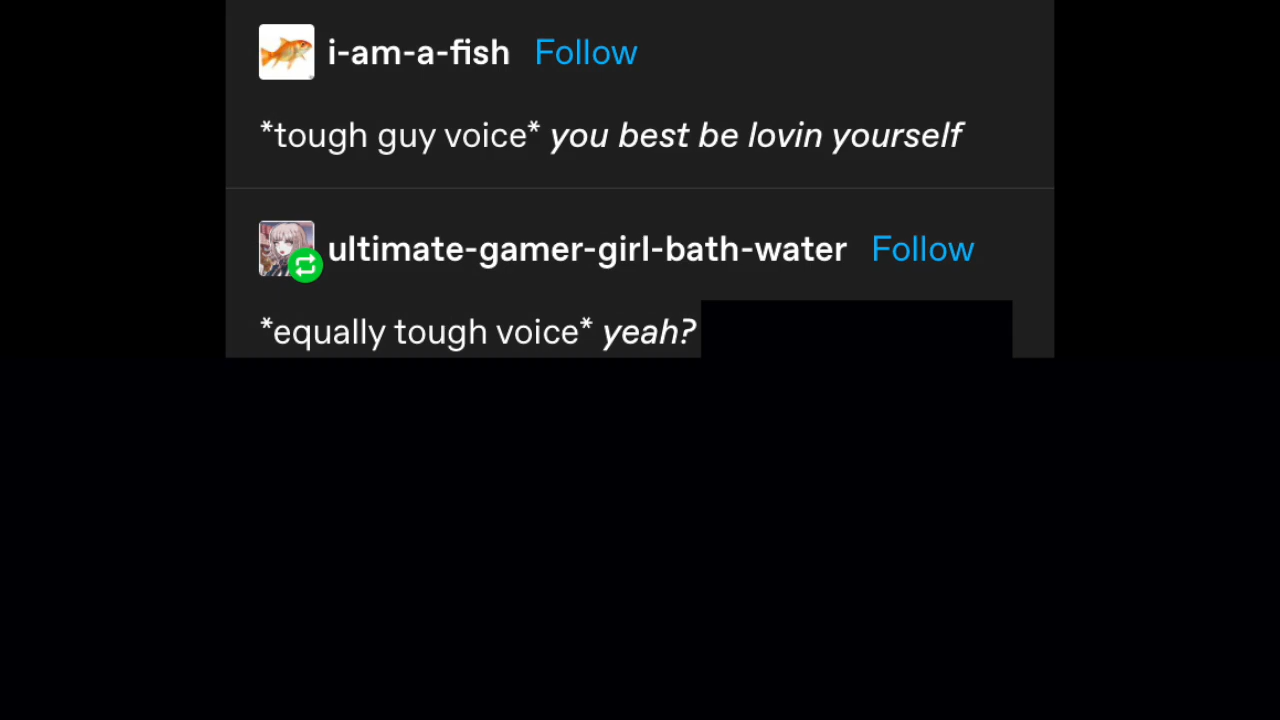 i-am-a-fish Follow
*tough guy voice* you best be lovin yourself
ultimate-gamer-girl-bath-water Follow
*equally tough voice* yeah?